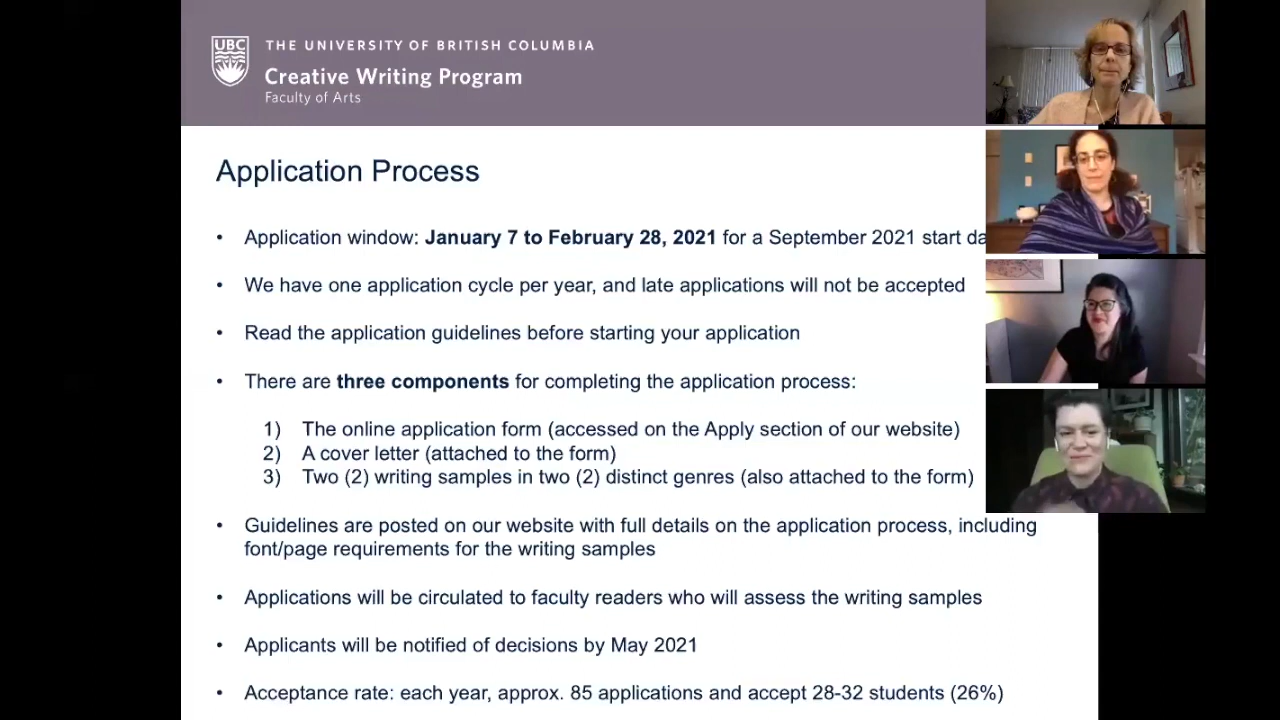 UBC
THE UNIVERSITY OF BRITISH COLUMBIA
Creative Writing Program
Faculty of Arts
Application Process
• Application window: January 7 to February 28, 2021 for a September 2021 start da
• We have one application cycle per year, and late applications will not be accepted
• Read the application guidelines before starting your application
• There are three components for completing the application process:
1) The online application form (accessed on the Apply section of our website)
2) A cover letter (attached to the form)
3) Two (2) writing samples in two (2) distinct genres (also attached to the form)
• Guidelines are posted on our website with full details on the application process, including
font/page requirements for the writing samples
• Applications will be circulated to faculty readers who will assess the writing samples
• Applicants will be notified of decisions by May 2021
• Acceptance rate: each year, approx. 85 applications and accept 28-32 students (26%)